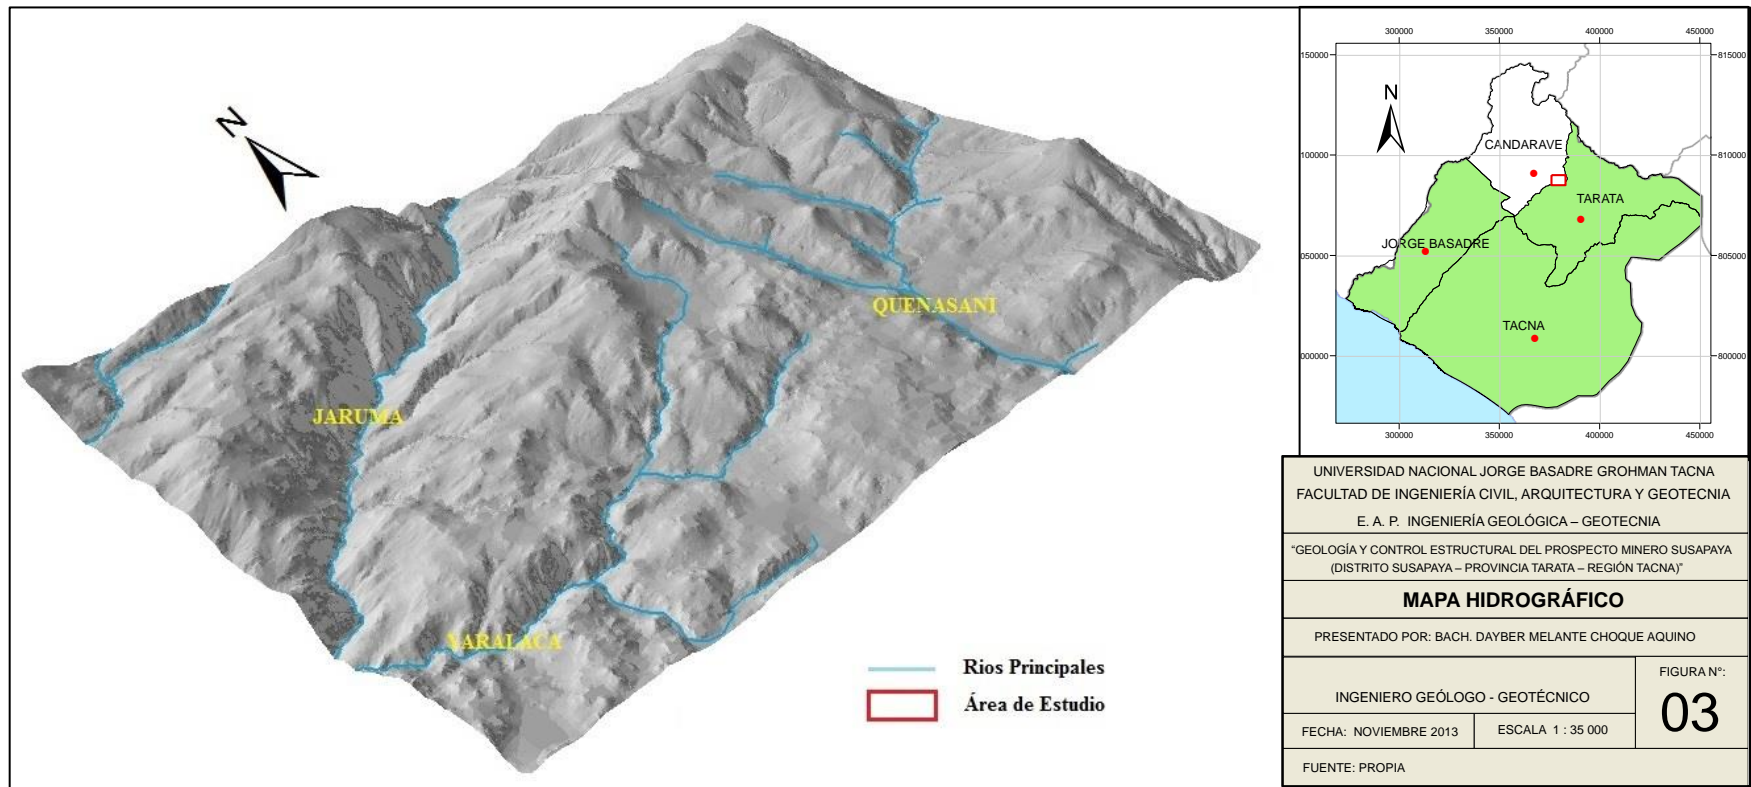 N
JARUMA
QUENASANI
YARALACA
Rios Principales
Área de Estudio
300000 350000 400000 450000
150000 815000
N
CANDARAVE
100000 810000
TARATA
JORGE BASADRE
050000 805000
TACNA
000000 800000
300000 350000 400000 450000
UNIVERSIDAD NACIONAL JORGE BASADRE GROHMAN TACNA
FACULTAD DE INGENIERÍA CIVIL, ARQUITECTURA Y GEOTECNIA
E. A. P. INGENIERÍA GEOLÓGICA – GEOTECNIA
"GEOLOGÍA Y CONTROL ESTRUCTURAL DEL PROSPECTO MINERO SUSAPAYA
(DISTRITO SUSAPAYA – PROVINCIA TARATA – REGIÓN TACNA)"
MAPA HIDROGRÁFICO
PRESENTADO POR: BACH. DAYBER MELANTE CHOQUE AQUINO
INGENIERO GEÓLOGO - GEOTÉCNICO
FIGURA N°:
03
FECHA: NOVIEMBRE 2013
ESCALA 1 : 35 000
FUENTE: PROPIA